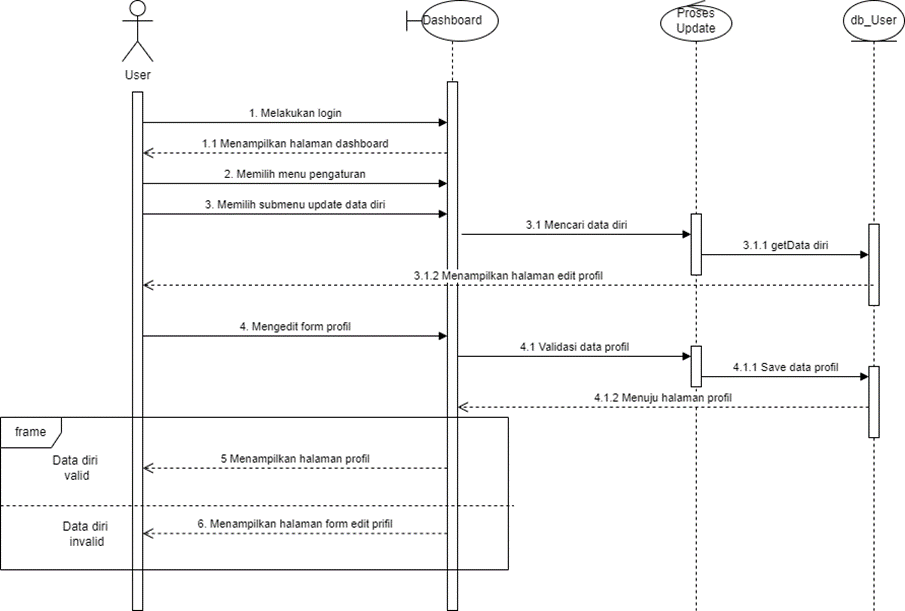 Dashboard
Proses
Update
db_User
User
1. Melakukan login
1.1 Menampilkan halaman dashboard
2. Memilih menu pengaturan
3. Memilih submenu update data diri
3.1 Mencari data diri
3.1.1 getData diri
3.1.2 Menampilkan halaman edit profil
4. Mengedit form profil
4.1 Validasi data profil
4.1.1 Save data profil
4.1.2 Menuju halaman profil
frame
Data diri
valid
5 Menampilkan halaman profil
Data diri
invalid
6. Menampilkan halaman form edit prifil